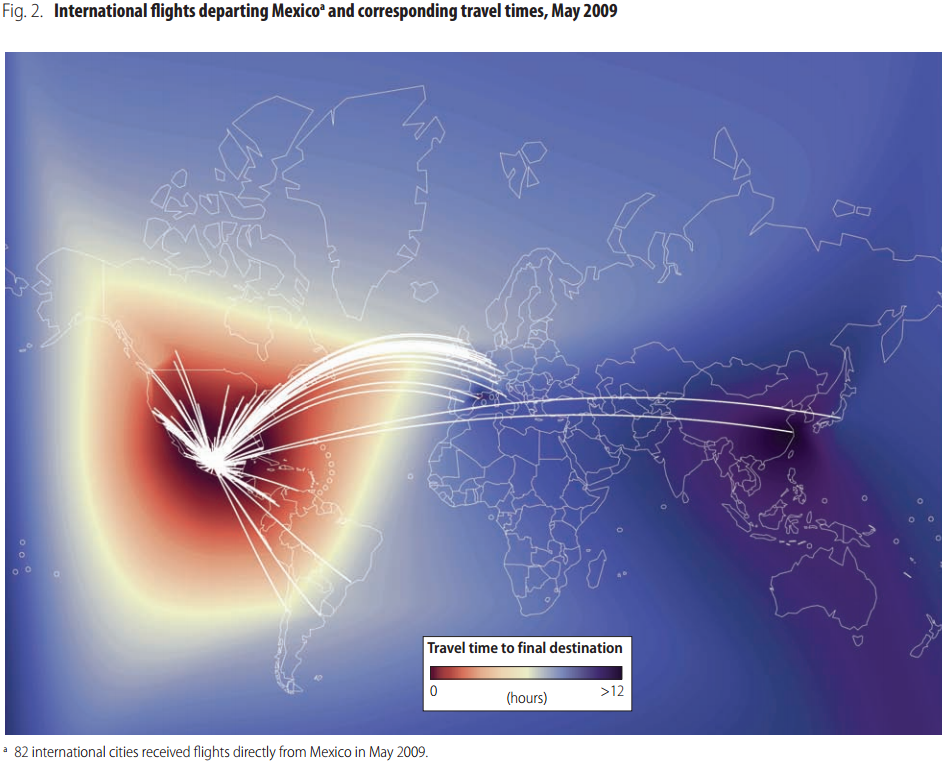 Fig. 2. International flights departing Mexicoᵃ and corresponding travel times, May 2009
Travel time to final destination
0 >12
(hours)
ᵃ 82 international cities received flights directly from Mexico in May 2009.